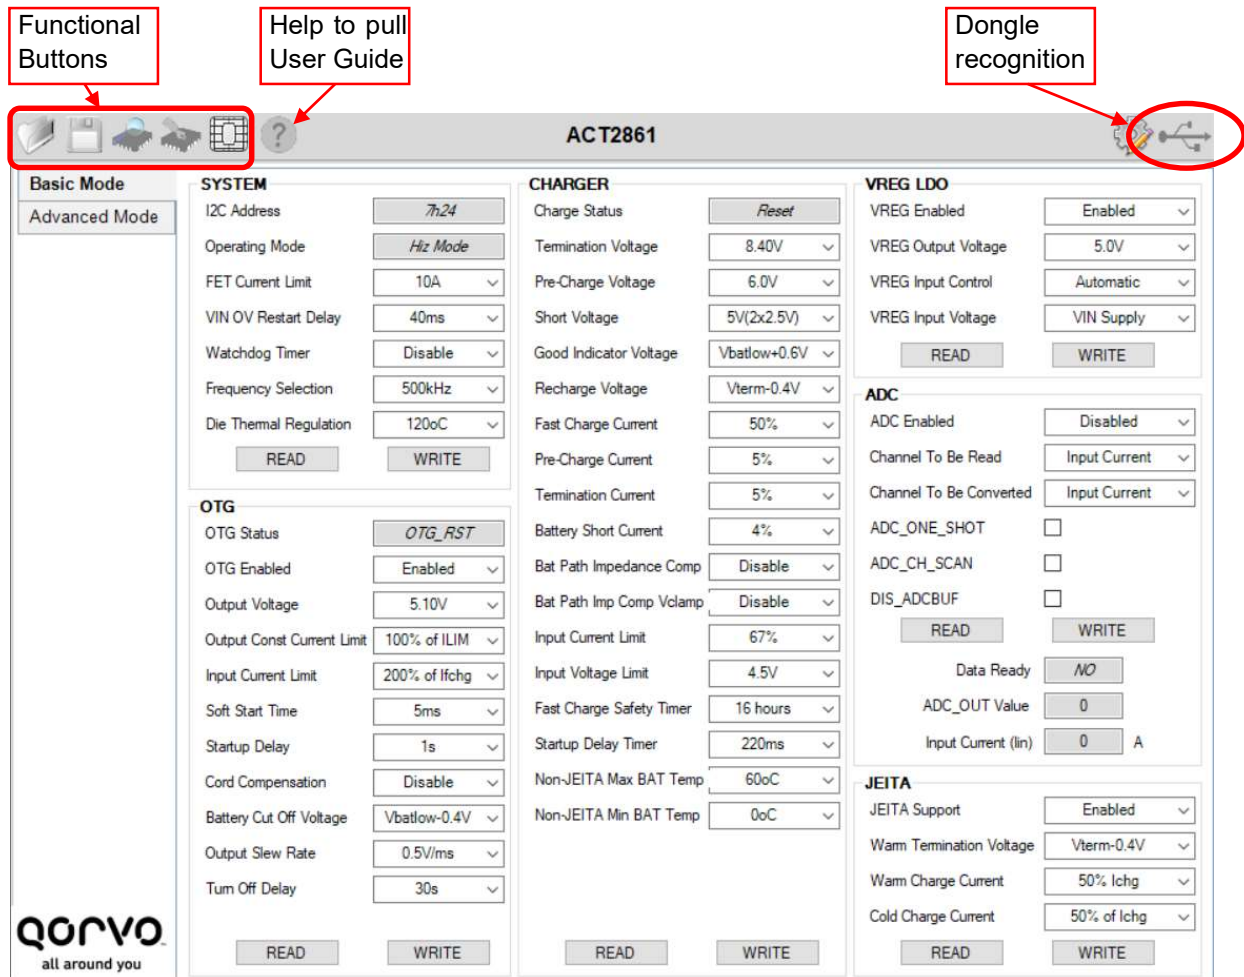 Functional
Buttons
Help to pull
User Guide
Dongle
recognition
?
ACT2861
Basic Mode
Advanced Mode
SYSTEM
I2C Address 7h24
Operating Mode Hiz Mode
FET Current Limit 10A
VIN OV Restart Delay 40ms
Watchdog Timer Disable
Frequency Selection 500kHz
Die Thermal Regulation 120oC
READ WRITE
OTG
OTG Status OTG_RST
OTG Enabled Enabled
Output Voltage 5.10V
Output Const Current Limit 100% of ILIM
Input Current Limit 200% of Ifchg
Soft Start Time 5ms
Startup Delay 1s
Cord Compensation Disable
Battery Cut Off Voltage Vbatlow-0.4V
Output Slew Rate 0.5V/ms
Turn Off Delay 30s
READ WRITE
CHARGER
Charge Status Reset
Termination Voltage 8.40V
Pre-Charge Voltage 6.0V
Short Voltage 5V(2x2.5V)
Good Indicator Voltage Vbatlow+0.6V
Recharge Voltage Vterm-0.4V
Fast Charge Current 50%
Pre-Charge Current 5%
Termination Current 5%
Battery Short Current 4%
Bat Path Impedance Comp Disable
Bat Path Imp Comp Vclamp Disable
Input Current Limit 67%
Input Voltage Limit 4.5V
Fast Charge Safety Timer 16 hours
Startup Delay Timer 220ms
Non-JEITA Max BAT Temp 60oC
Non-JEITA Min BAT Temp 0oC
READ WRITE
VREG LDO
VREG Enabled Enabled
VREG Output Voltage 5.0V
VREG Input Control Automatic
VREG Input Voltage VIN Supply
READ WRITE
ADC
ADC Enabled Disabled
Channel To Be Read Input Current
Channel To Be Converted Input Current
ADC_ONE_SHOT
ADC_CH_SCAN
DIS_ADCBUF
READ WRITE
Data Ready NO
ADC_OUT Value 0
Input Current (Iin) 0 A
JEITA
JEITA Support Enabled
Warm Termination Voltage Vterm-0.4V
Warm Charge Current 50% Ichg
Cold Charge Current 50% of Ichg
READ WRITE
QORVO
all around you